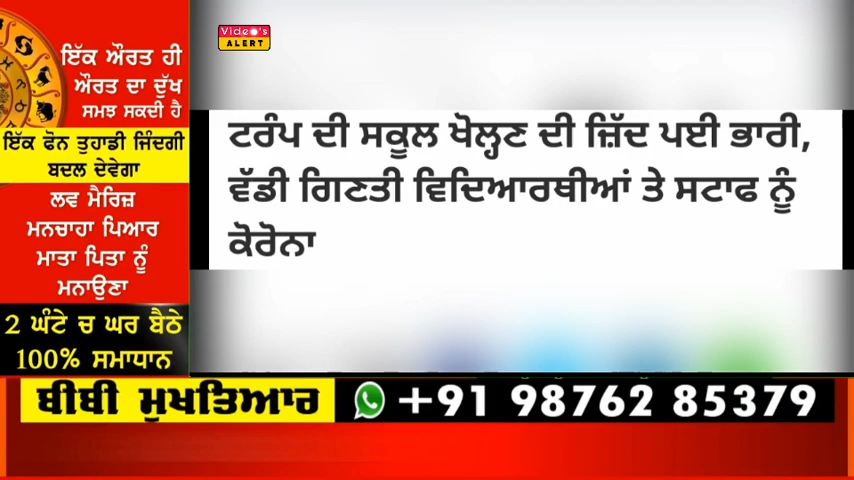 Video's
ALERT
ਇੱਕ ਔਰਤ ਹੀ
ਔਰਤ ਦਾ ਦੁੱਖ
ਸਮਝ ਸਕਦੀ ਹੈ
ਇੱਕ ਫੋਨ ਤੁਹਾਡੀ ਜਿੰਦਗੀ
ਬਦਲ ਦੇਵੇਗਾ
ਲਵ ਮੈਰਿਜ਼
ਮਨਚਾਹਾ ਪਿਆਰ
ਮਾਤਾ ਪਿਤਾ ਨੂੰ
ਮਨਾਉਣਾ
2 ਘੰਟੇ ਚ ਘਰ ਬੈਠੇ
100% ਸਮਾਧਾਨ
ਟਰੰਪ ਦੀ ਸਕੂਲ ਖੋਲ੍ਹਣ ਦੀ ਜ਼ਿੱਦ ਪਈ ਭਾਰੀ,
ਵੱਡੀ ਗਿਣਤੀ ਵਿਦਿਆਰਥੀਆਂ ਤੇ ਸਟਾਫ ਨੂੰ
ਕੋਰੋਨਾ
ਬੀਬੀ ਮੁਖਤਿਆਰ +91 98762 85379